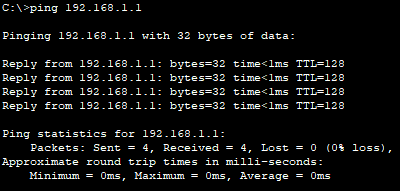 C:\>ping 192.168.1.1
Pinging 192.168.1.1 with 32 bytes of data:
Reply from 192.168.1.1: bytes=32 time<1ms TTL=128
Reply from 192.168.1.1: bytes=32 time<1ms TTL=128
Reply from 192.168.1.1: bytes=32 time<1ms TTL=128
Reply from 192.168.1.1: bytes=32 time<1ms TTL=128
Ping statistics for 192.168.1.1:
    Packets: Sent = 4, Received = 4, Lost = 0 (0% loss),
Approximate round trip times in milli-seconds:
    Minimum = 0ms, Maximum = 0ms, Average = 0ms